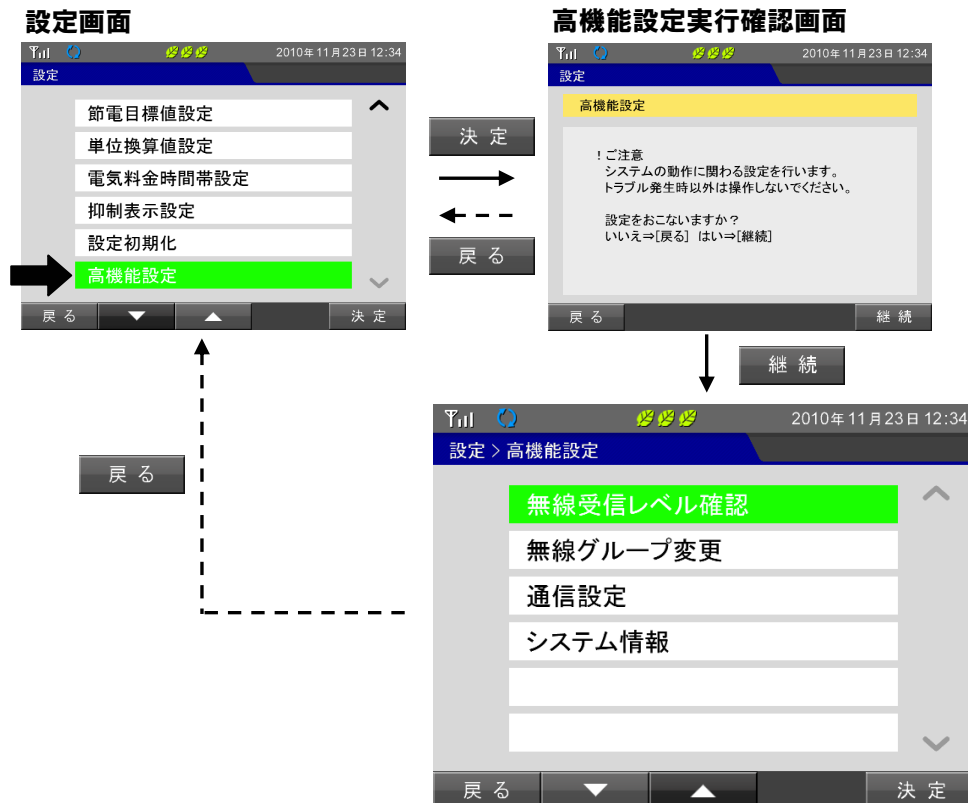 設定画面
2010年11月23日 12:34
設定
節電目標値設定
単位換算値設定
電気料金時間帯設定
抑制表示設定
設定初期化
高機能設定
戻る
決定
決定
戻る
高機能設定実行確認画面
2010年11月23日 12:34
設定
高機能設定
！ご注意
システムの動作に関わる設定を行います。
トラブル発生時以外は操作しないでください。
設定をおこないますか？
いいえ⇒[戻る] はい⇒[継続]
戻る
継続
継続
戻る
2010年11月23日 12:34
設定 > 高機能設定
無線受信レベル確認
無線グループ変更
通信設定
システム情報
戻る
決定